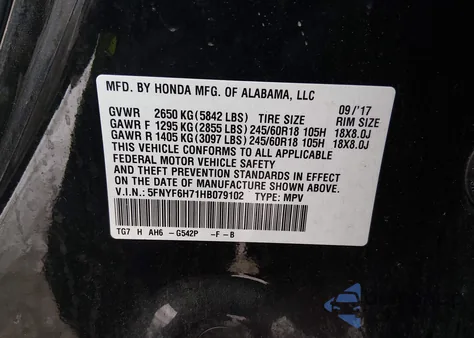 MFD. BY HONDA MFG. OF ALABAMA, LLC 09/'17
GVWR 2650 KG(5842 LBS) TIRE SIZE RIM SIZE
GAWR F 1295 KG(2855 LBS) 245/60R18 105H 18X8.0J
GAWR R 1405 KG(3097 LBS) 245/60R18 105H 18X8.0J
THIS VEHICLE CONFORMS TO ALL APPLICABLE
FEDERAL MOTOR VEHICLE SAFETY AND
THEFT PREVENTION STANDARDS IN EFFECT
ON THE DATE OF MANUFACTURE SHOWN ABOVE.
V.I.N.: 5FNYF6H71HB079102 TYPE: MPV
TG7 H AH6 -G542P -F-B